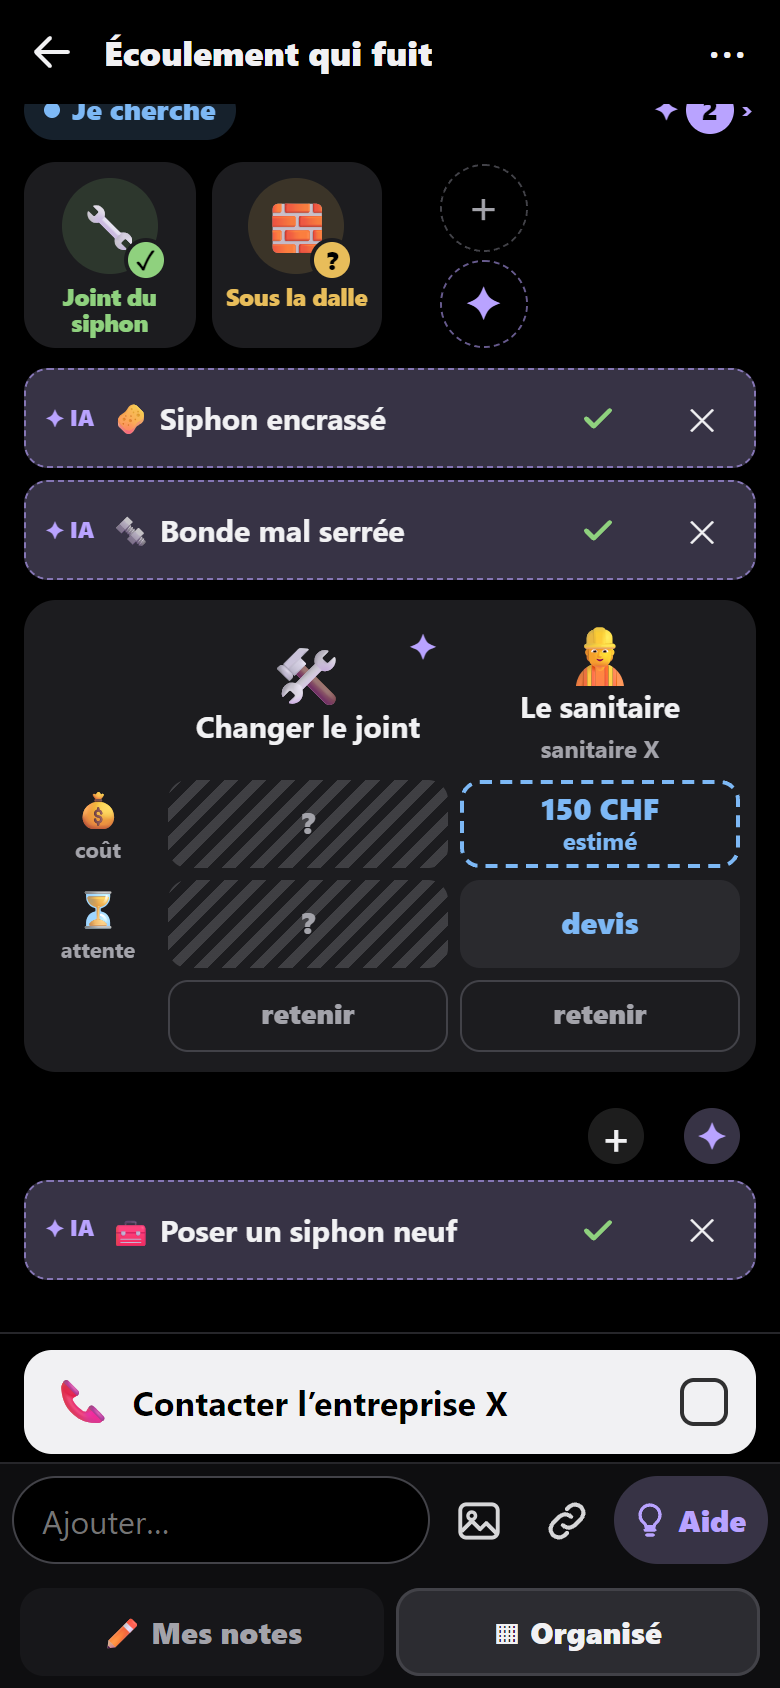 Écoulement qui fuit
Je cherche
2
Joint du
siphon
?
Sous la dalle
+
IA Siphon encrassé
IA Bonde mal serrée
Changer le joint
Le sanitaire
sanitaire X
coût
?
150 CHF
estimé
attente
?
devis
retenir
retenir
+
IA Poser un siphon neuf
Contacter l’entreprise X
Ajouter...
Aide
Mes notes
Organisé